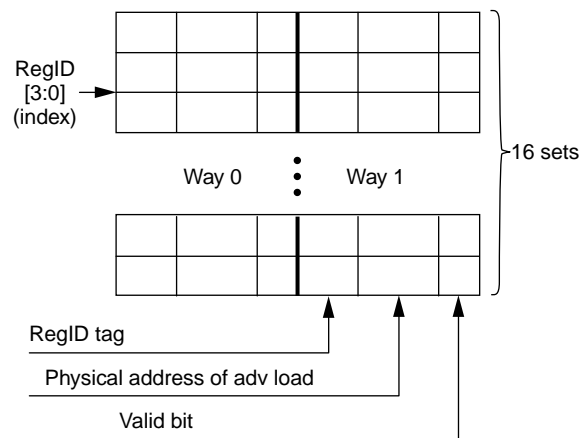 RegID
[3:0]
(index)
16 sets
Way 0
Way 1
RegID tag
Physical address of adv load
Valid bit